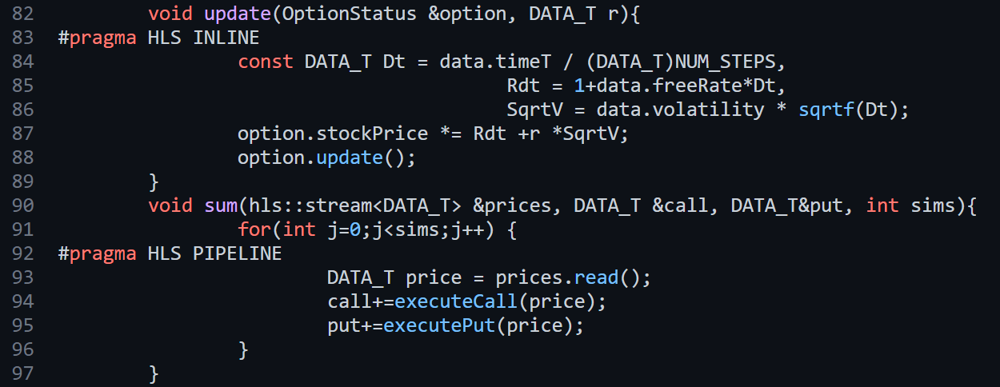 82 void update(OptionStatus &option, DATA_T r){
83 #pragma HLS INLINE
84 const DATA_T Dt = data.timeT / (DATA_T)NUM_STEPS,
85 Rdt = 1+data.freeRate*Dt,
86 SqrtV = data.volatility * sqrtf(Dt);
87 option.stockPrice *= Rdt +r *SqrtV;
88 option.update();
89 }
90 void sum(hls::stream<DATA_T> &prices, DATA_T &call, DATA_T&put, int sims){
91 for(int j=0;j<sims;j++) {
92 #pragma HLS PIPELINE
93 DATA_T price = prices.read();
94 call+=executeCall(price);
95 put+=executePut(price);
96 }
97 }